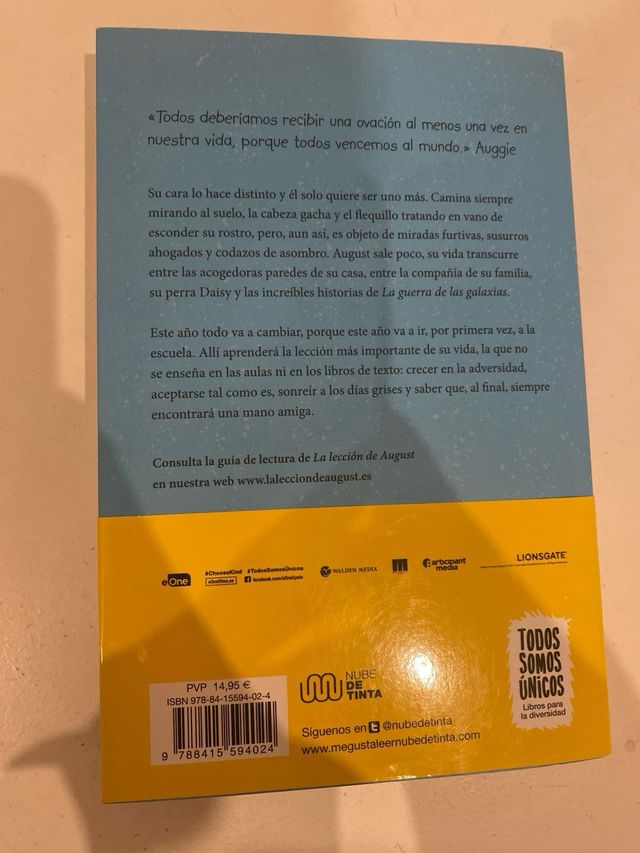 «Todos deberíamos recibir una ovación al menos una vez en
nuestra vida, porque todos vencemos al mundo.» Auggie
Su cara lo hace distinto y él solo quiere ser uno más. Camina siempre
mirando al suelo, la cabeza gacha y el flequillo tratando en vano de
esconder su rostro, pero, aun así, es objeto de miradas furtivas, susurros
ahogados y codazos de asombro. August sale poco, su vida transcurre
entre las acogedoras paredes de su casa, entre la compañía de su familia,
su perra Daisy y las increíbles historias de La guerra de las galaxias.
Este año todo va a cambiar, porque este año va a ir, por primera vez, a la
escuela. Allí aprenderá la lección más importante de su vida, la que no
se enseña en las aulas ni en los libros de texto: crecer en la adversidad,
aceptarse tal como es, sonreír a los días grises y saber que, al final, siempre
encontrará una mano amiga.
Consulta la guía de lectura de La lección de August
en nuestra web www.lalecciondeaugust.es
eOne
#ChooseKind #TodosSomosÚnicos
facebook.com/eOneSpain
WALDEN MEDIA
participant
media
LIONSGATE
PVP 14,95 €
ISBN 978-84-15594-02-4
9 788415 594024
NUBE
DE
TINTA
Síguenos en @nubedetinta
www.megustaleernubedetinta.com
TODOS
SOMOS
ÚNICOS
Libros para
la diversidad